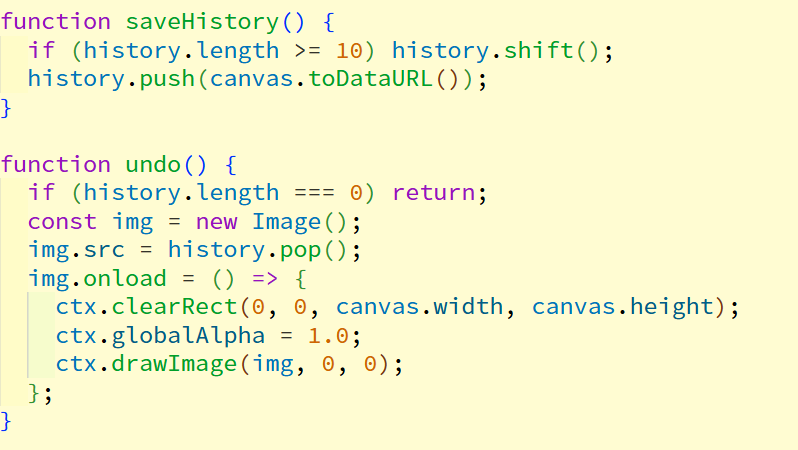 function saveHistory() {
  if (history.length >= 10) history.shift();
  history.push(canvas.toDataURL());
}

function undo() {
  if (history.length === 0) return;
  const img = new Image();
  img.src = history.pop();
  img.onload = () => {
    ctx.clearRect(0, 0, canvas.width, canvas.height);
    ctx.globalAlpha = 1.0;
    ctx.drawImage(img, 0, 0);
  };
}